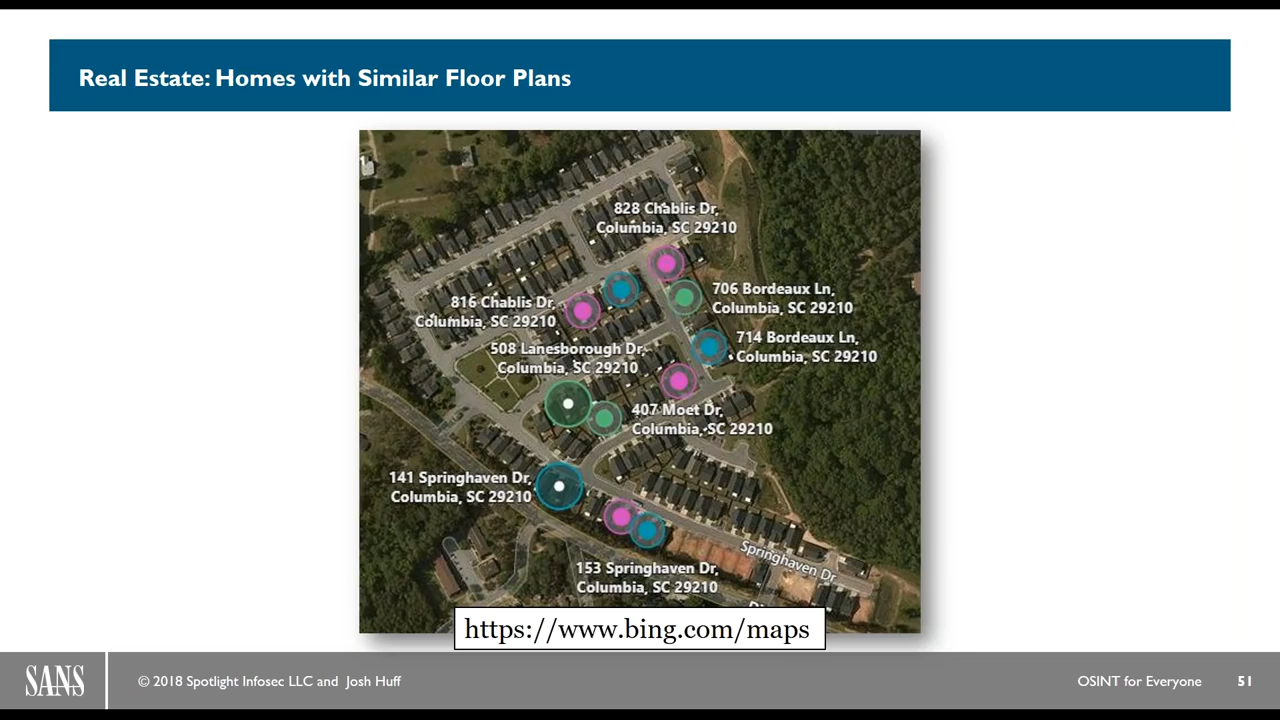 Real Estate: Homes with Similar Floor Plans
828 Chablis Dr,
Columbia, SC 29210
816 Chablis Dr,
Columbia, SC 29210
706 Bordeaux Ln,
Columbia, SC 29210
714 Bordeaux Ln,
Columbia, SC 29210
508 Lanesborough Dr,
Columbia, SC 29210
407 Moet Dr,
Columbia, SC 29210
141 Springhaven Dr,
Columbia, SC 29210
Springhaven Dr
153 Springhaven Dr,
Columbia, SC 29210
https://www.bing.com/maps
SANS
© 2018 Spotlight Infosec LLC and Josh Huff
OSINT for Everyone
51